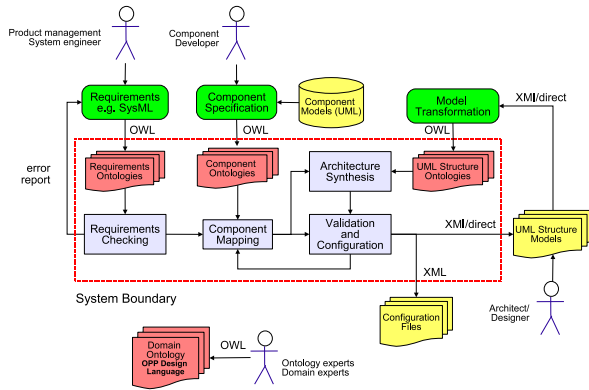 Product management
System engineer
Component
Developer
Requirements
e.g. SysML
Component
Specification
Component
Models (UML)
Model
Transformation
XMI/direct
OWL
OWL
OWL
error
report
Requirements
Ontologies
Component
Ontologies
Architecture
Synthesis
UML Structure
Ontologies
Requirements
Checking
Component
Mapping
Validation
and
Configuration
XMI/direct
UML Structure
Models
XML
System Boundary
Configuration
Files
Architect/
Designer
Domain
Ontology
OPP Design
Language
OWL
Ontology experts
Domain experts